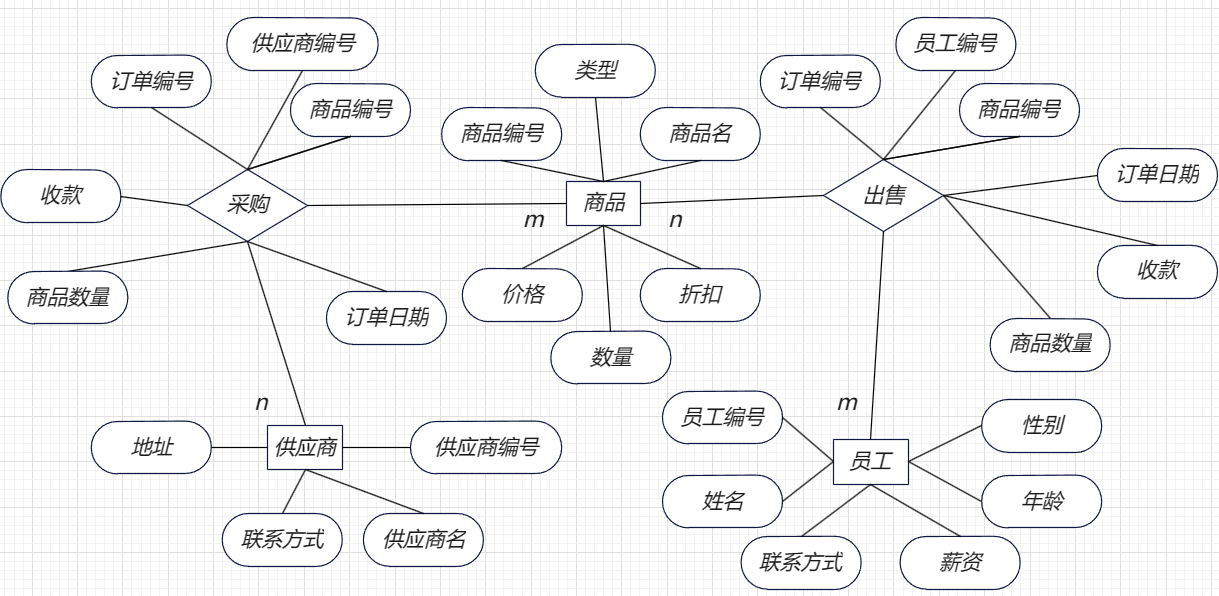 供应商编号
订单编号
商品编号
收款
采购
商品数量
订单日期
类型
商品编号
商品名
商品
m
n
价格
折扣
数量
员工编号
订单编号
商品编号
出售
订单日期
收款
商品数量
n
地址
供应商
供应商编号
联系方式
供应商名
m
员工编号
性别
员工
姓名
年龄
联系方式
薪资